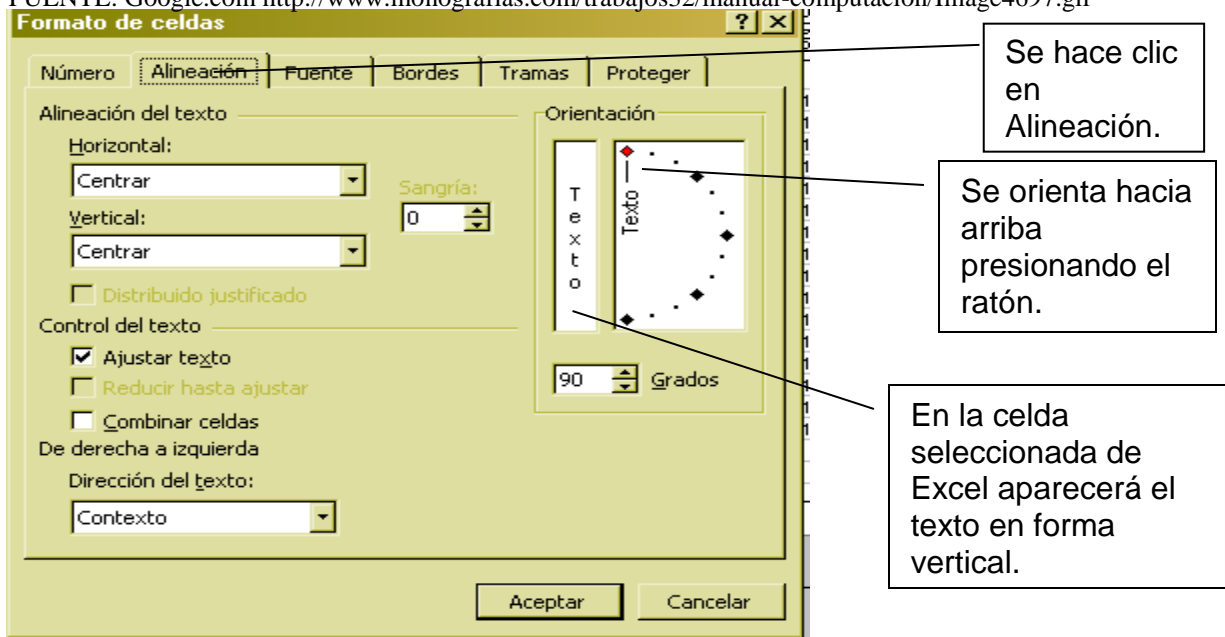 FUENTE: Google.com http://www.monografias.com/trabajos32/manual-computacion/Image4697.gif
Formato de celdas
Número Alineación Fuente Bordes Tramas Proteger
Alineación del texto
Horizontal:
Centrar
Sangría:
0
Vertical:
Centrar
Distribuido justificado
Control del texto
Ajustar texto
Reducir hasta ajustar
Combinar celdas
De derecha a izquierda
Dirección del texto:
Contexto
Orientación
T
e
x
t
o
Texto
90 Grados
Aceptar Cancelar
Se hace clic
en
Alineación.
Se orienta hacia
arriba
presionando el
ratón.
En la celda
seleccionada de
Excel aparecerá el
texto en forma
vertical.